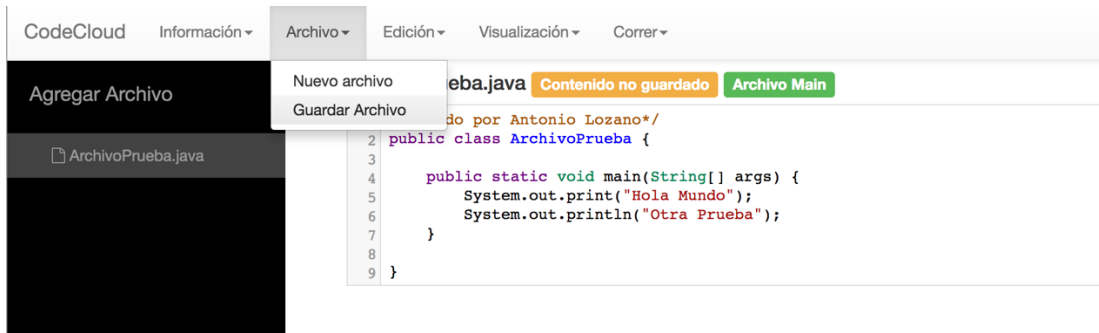 CodeCloud Información Archivo Edición Visualización Correr
Agregar Archivo
ArchivoPrueba.java
Nuevo archivo
Guardar Archivo
eba.java Contenido no guardado Archivo Main
do por Antonio Lozano*/
2 public class ArchivoPrueba {
3
4 public static void main(String[] args) {
5 System.out.print("Hola Mundo");
6 System.out.println("Otra Prueba");
7 }
8
9 }